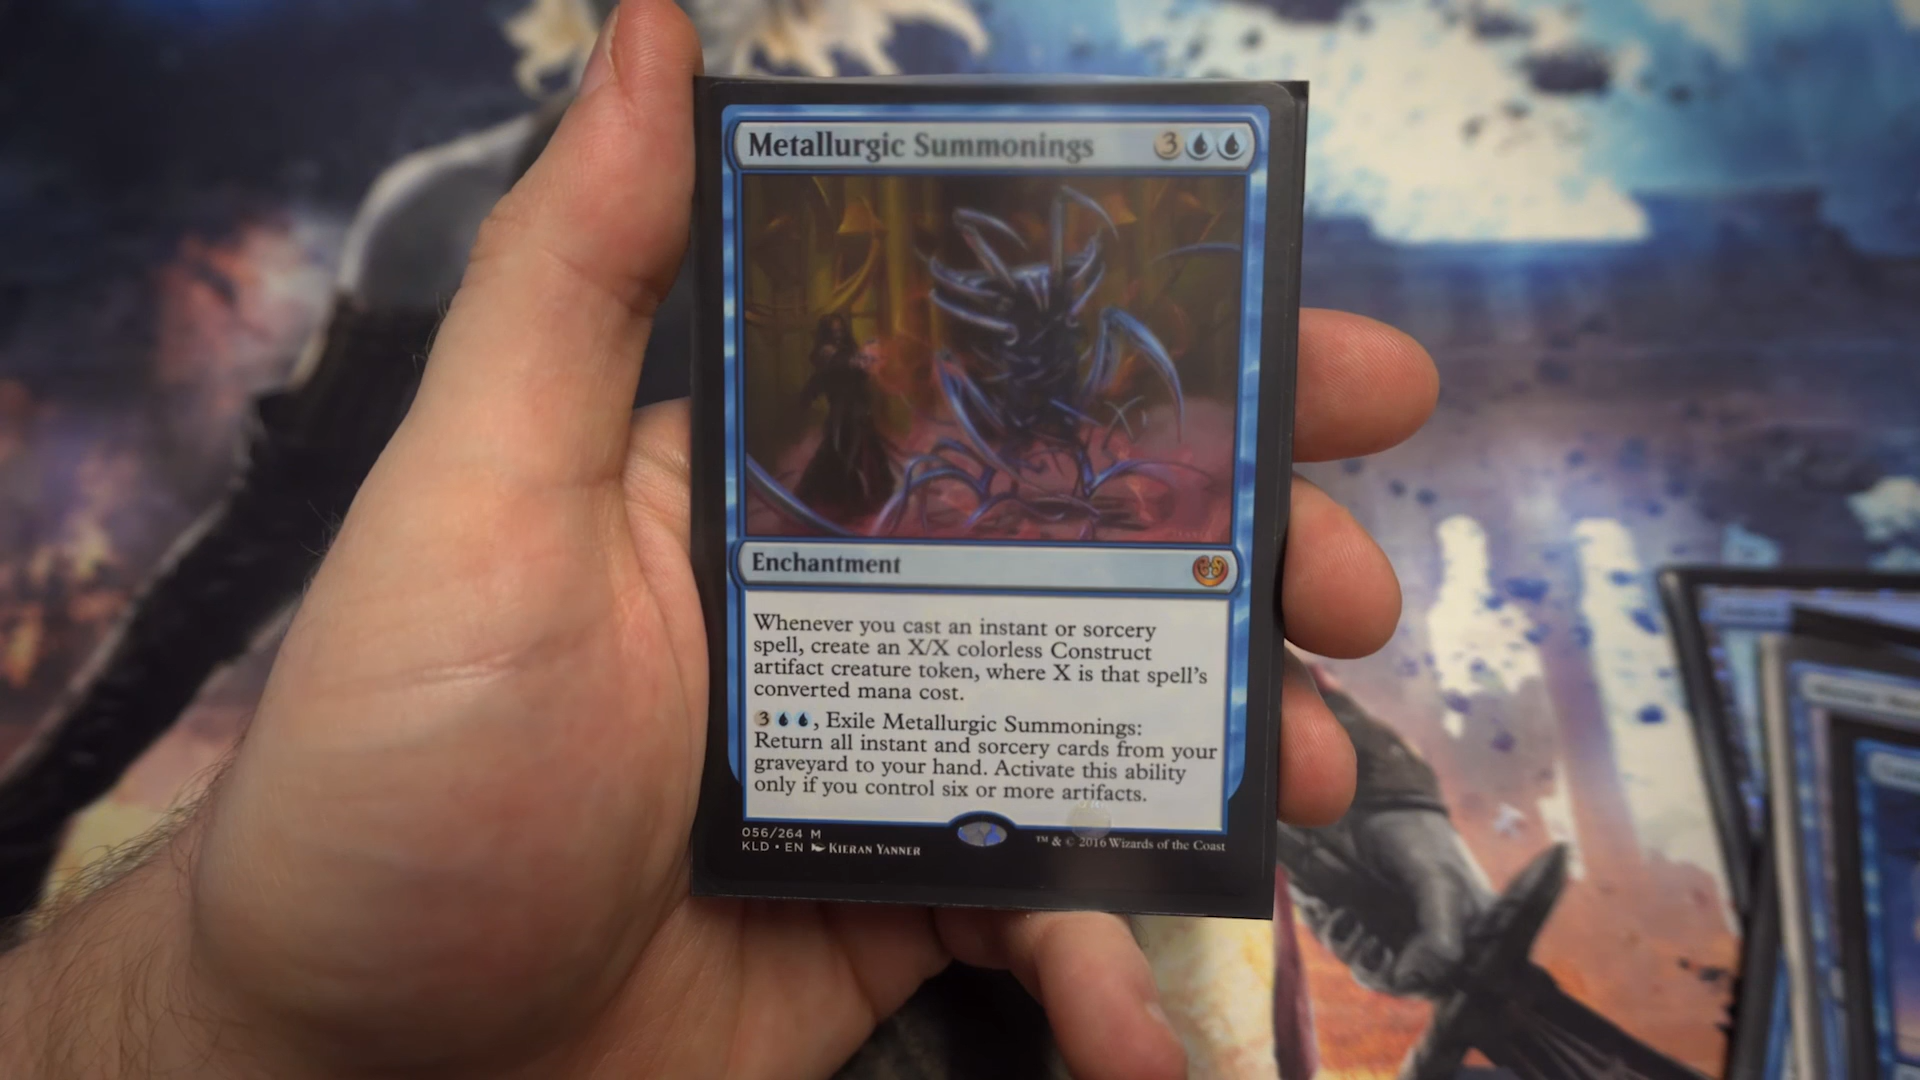 Metallurgic Summonings 3
Enchantment
Whenever you cast an instant or sorcery
spell, create an X/X colorless Construct
artifact creature token, where X is that spell's
converted mana cost.
3, Exile Metallurgic Summonings:
Return all instant and sorcery cards from your
graveyard to your hand. Activate this ability
only if you control six or more artifacts.
056/264 M
KLD • EN KIERAN YANNER
™ & © 2016 Wizards of the Coast